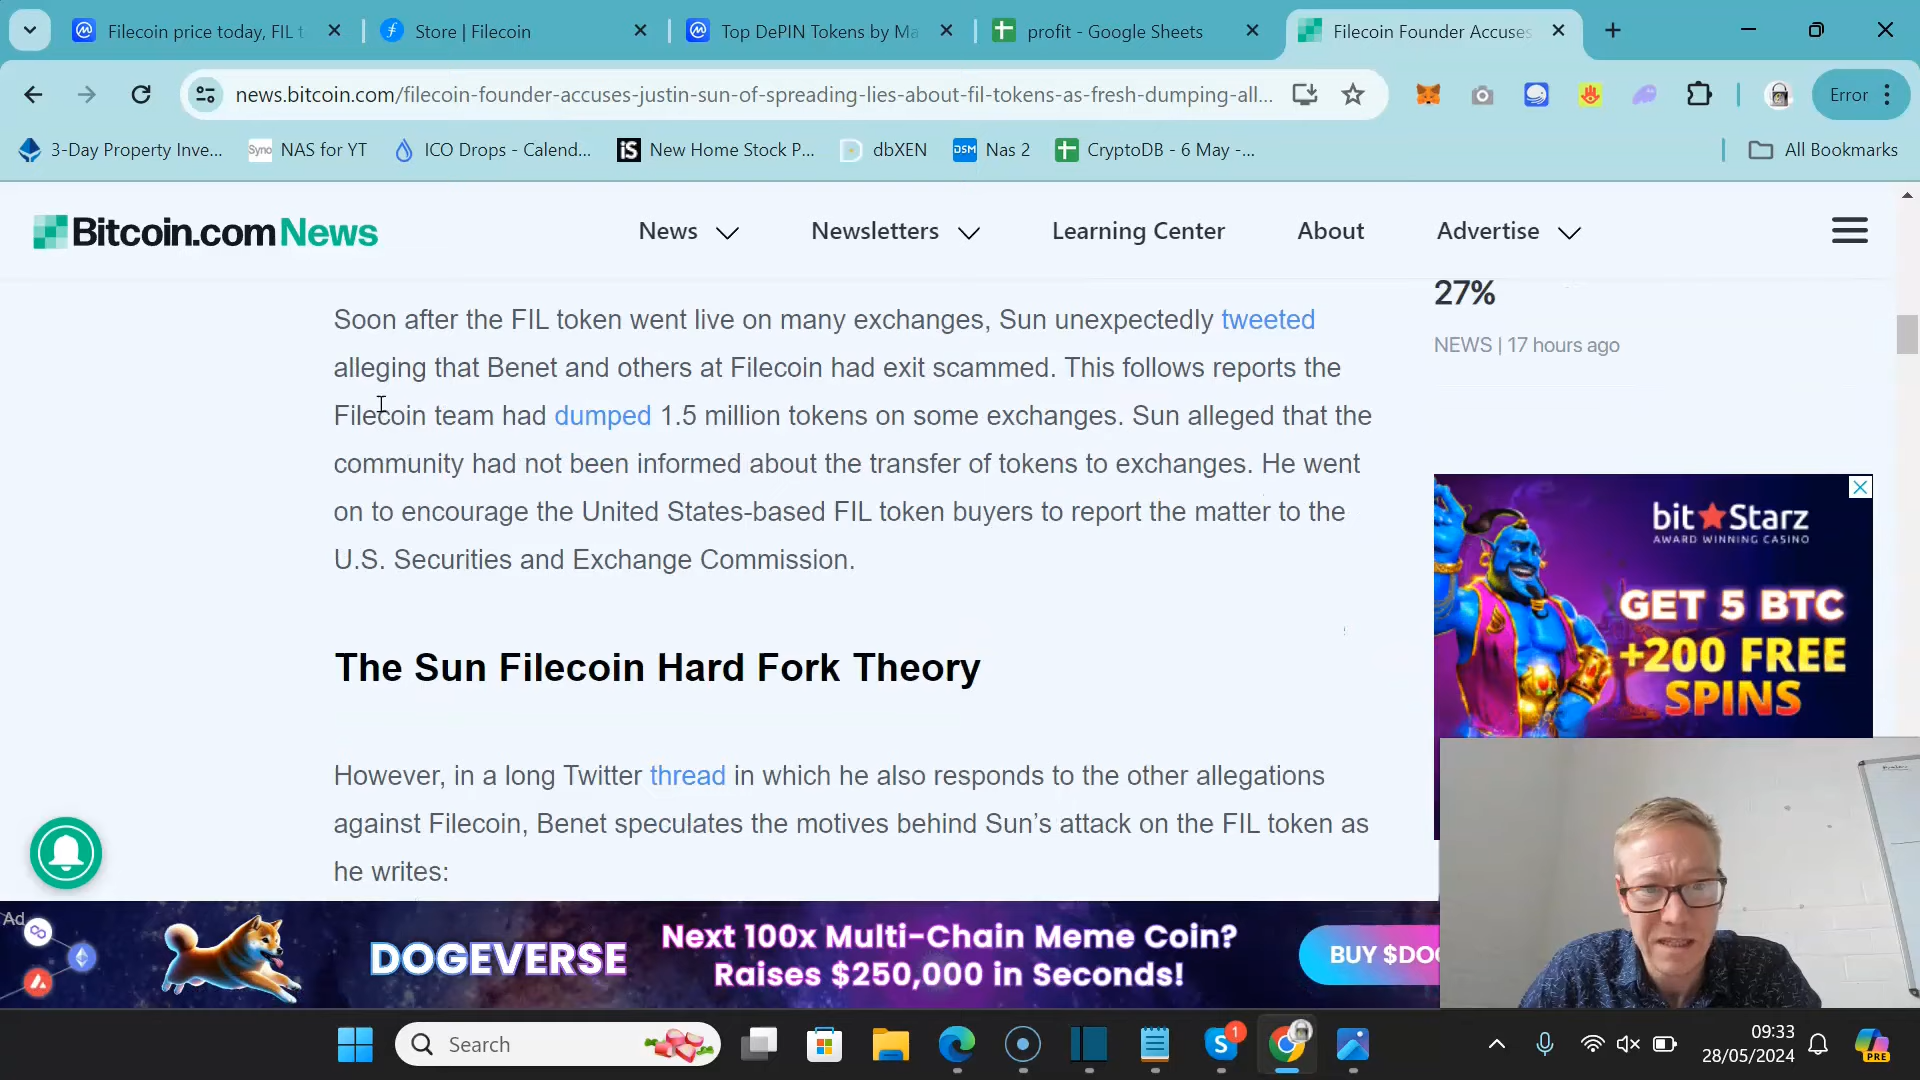 Filecoin price today, FIL t
Store | Filecoin
Top DePIN Tokens by Ma
profit - Google Sheets
Filecoin Founder Accuses
news.bitcoin.com/filecoin-founder-accuses-justin-sun-of-spreading-lies-about-fil-tokens-as-fresh-dumping-all...
Error
3-Day Property Inve...
Syno NAS for YT
ICO Drops - Calend...
iS New Home Stock P...
dbXEN
DSM Nas 2
CryptoDB - 6 May -...
All Bookmarks
Bitcoin.com News
News
Newsletters
Learning Center
About
Advertise
27%
NEWS | 17 hours ago
Soon after the FIL token went live on many exchanges, Sun unexpectedly tweeted
alleging that Benet and others at Filecoin had exit scammed. This follows reports the
Filecoin team had dumped 1.5 million tokens on some exchanges. Sun alleged that the
community had not been informed about the transfer of tokens to exchanges. He went
on to encourage the United States-based FIL token buyers to report the matter to the
U.S. Securities and Exchange Commission.
The Sun Filecoin Hard Fork Theory
However, in a long Twitter thread in which he also responds to the other allegations
against Filecoin, Benet speculates the motives behind Sun's attack on the FIL token as
he writes:
bit Starz
AWARD WINNING CASINO
GET 5 BTC
+200 FREE
SPINS
Ad
DOGEVERSE
Next 100x Multi-Chain Meme Coin?
Raises $250,000 in Seconds!
BUY $DO
Search
S 1
09:33
28/05/2024
PRE